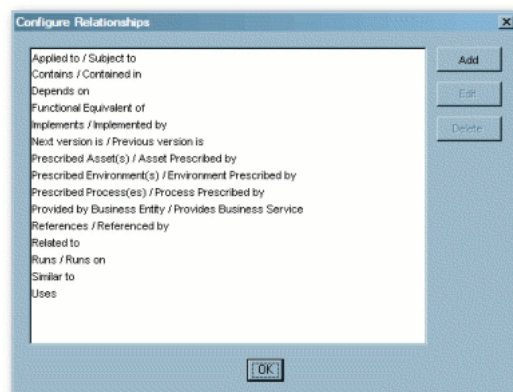 Configure Relationships
Applied to / Subject to
Contains / Contained in
Depends on
Functional Equivalent of
Implements / Implemented by
Next version is / Previous version is
Prescribed Asset(s) / Asset Prescribed by
Prescribed Environment(s) / Environment Prescribed by
Prescribed Process(es) / Process Prescribed by
Provided by Business Entity / Provides Business Service
References / Referenced by
Related to
Runs / Runs on
Similar to
Uses
Add
Edit
Delete
OK